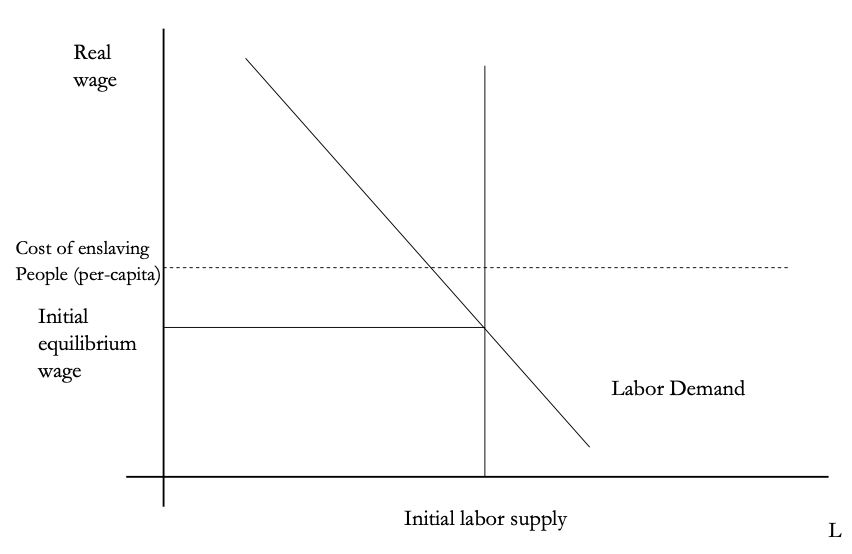 Real
wage
Cost of enslaving
People (per-capita)
Initial
equilibrium
wage
Labor Demand
Initial labor supply
L